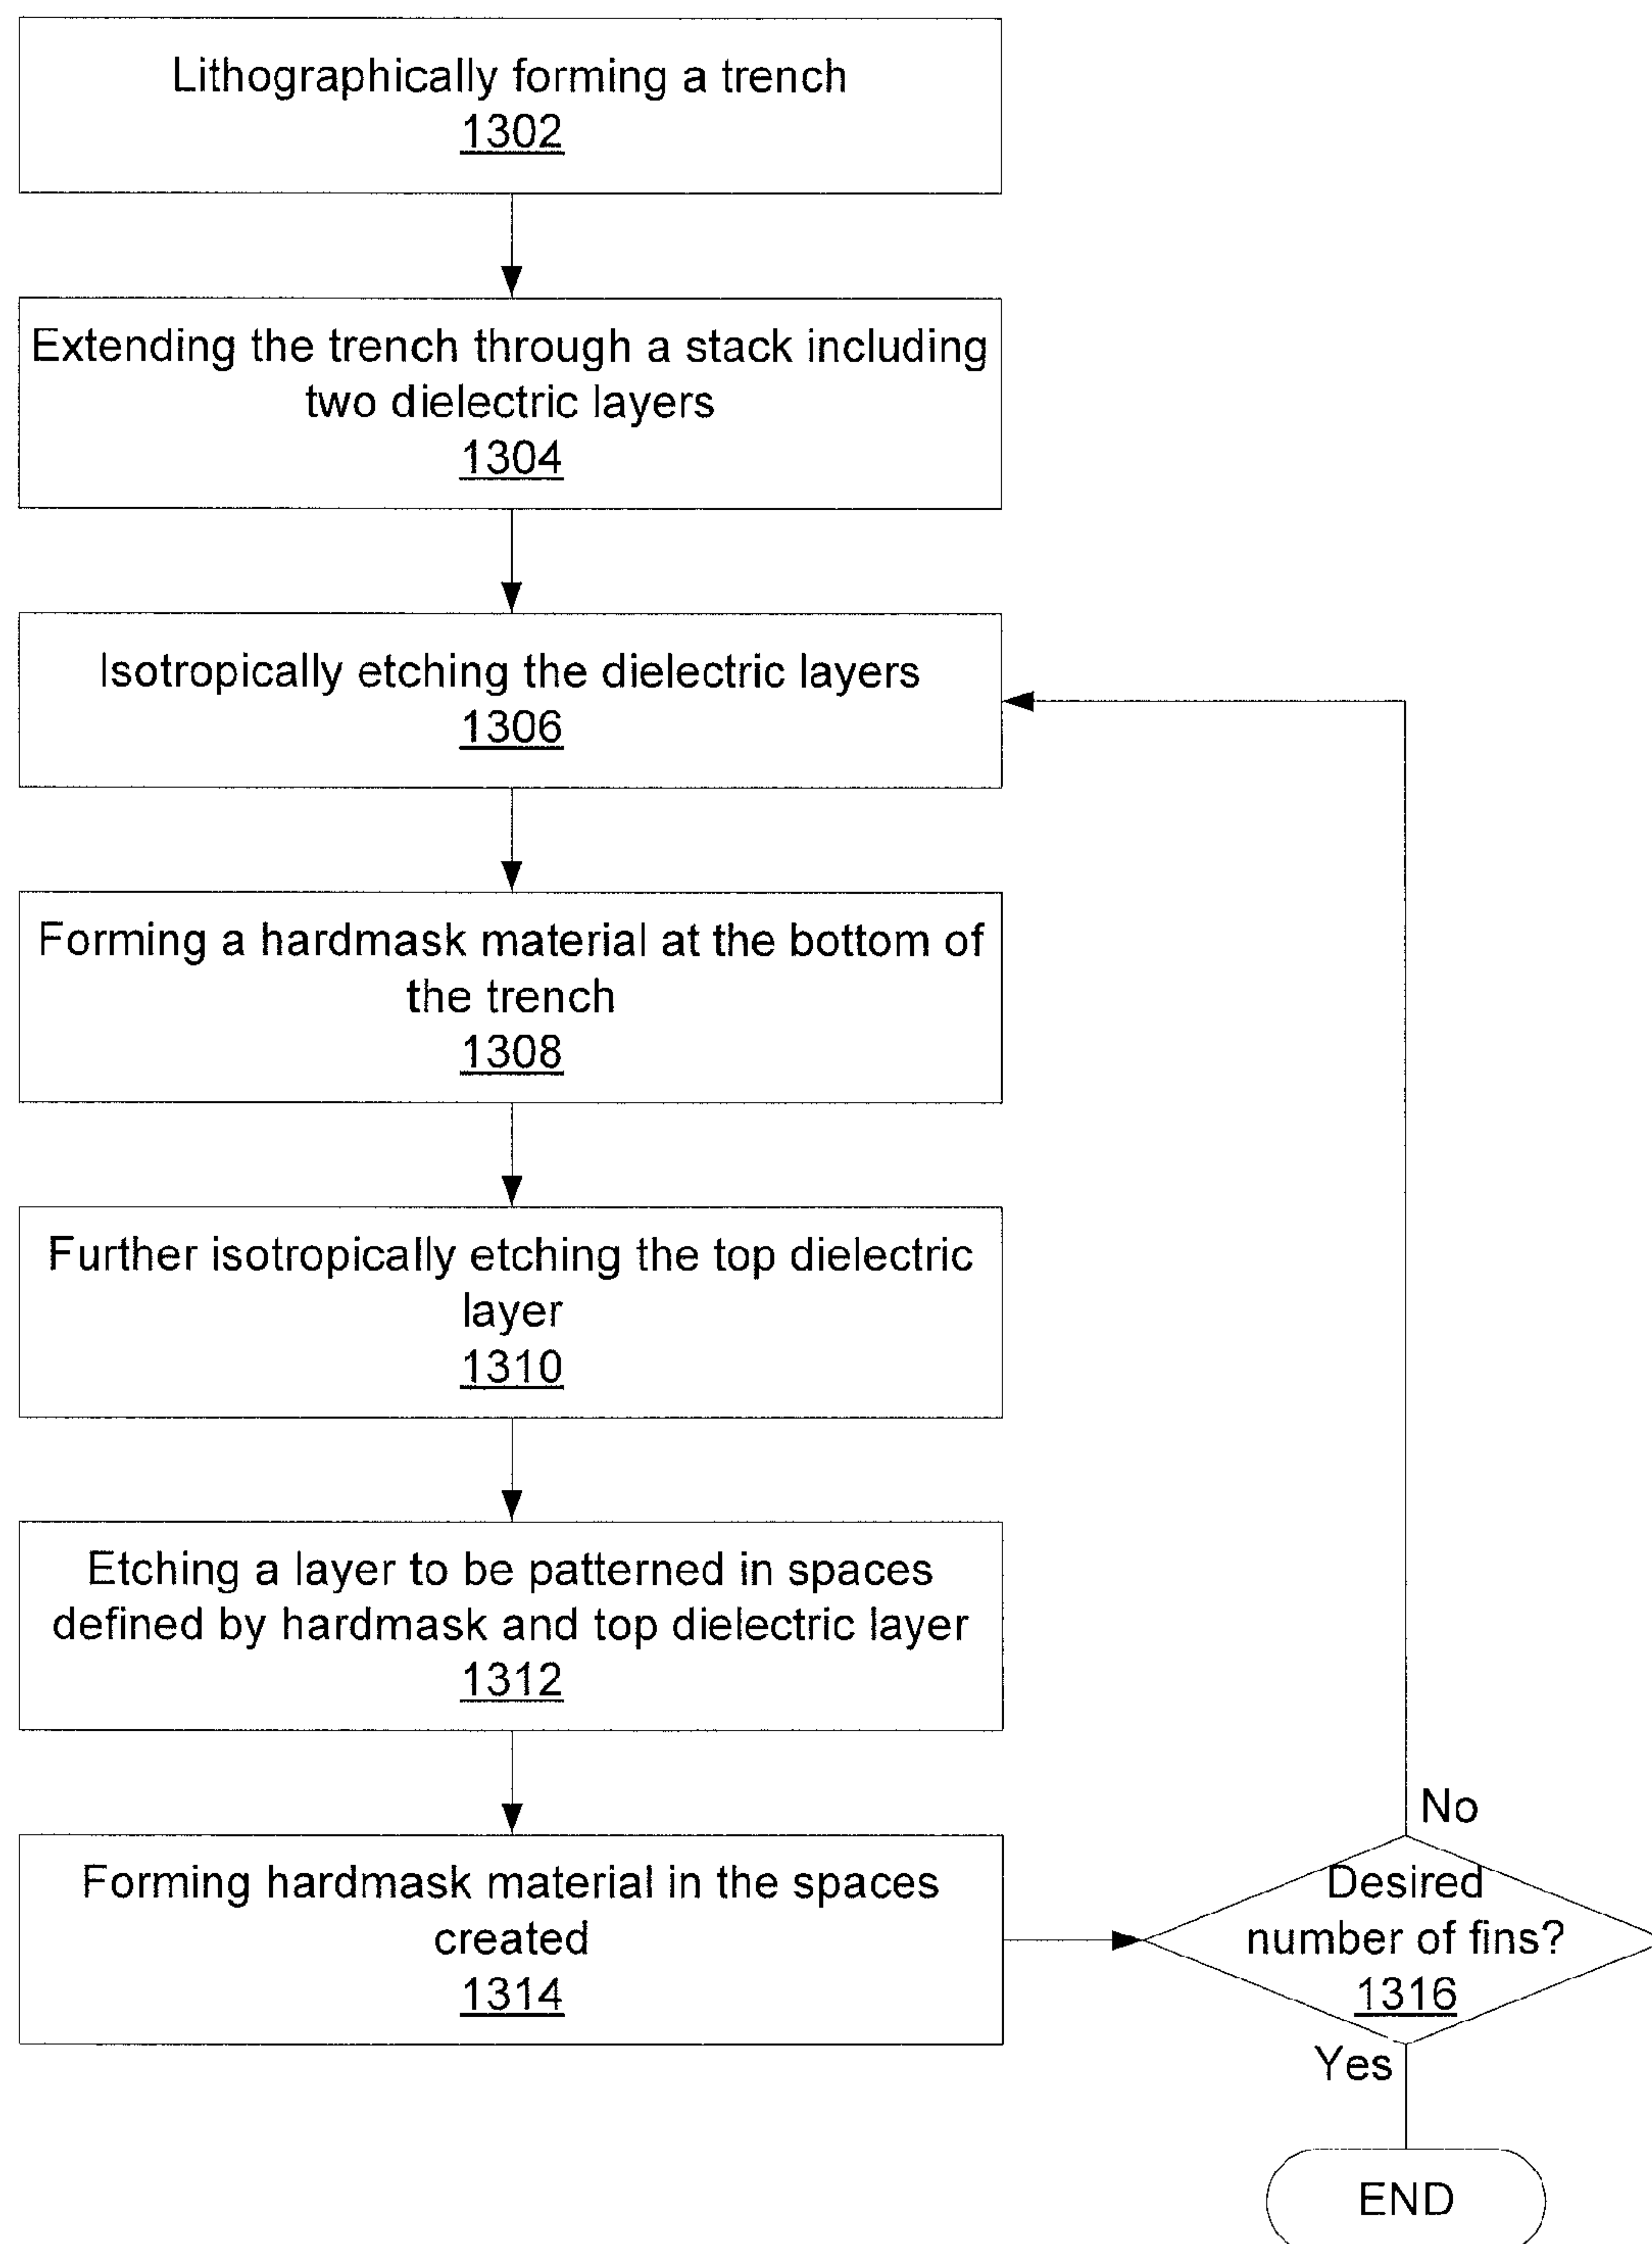 Lithographically forming a trench
1302
Extending the trench through a stack including
two dielectric layers
1304
Isotropically etching the dielectric layers
1306
Forming a hardmask material at the bottom of
the trench
1308
Further isotropically etching the top dielectric
layer
1310
Etching a layer to be patterned in spaces
defined by hardmask and top dielectric layer
1312
Forming hardmask material in the spaces
created
1314
No
Desired
number of fins?
1316
Yes
END